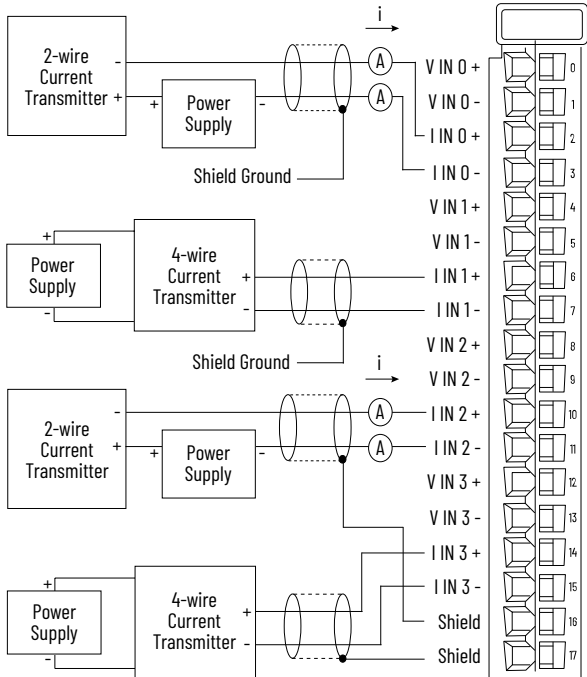 i
2-wire
Current
Transmitter
-
+
+
Power
Supply
-
A
A
Shield Ground
V IN 0 +
V IN 0 -
I IN 0 +
I IN 0 -
V IN 1 +
V IN 1 -
I IN 1 +
I IN 1 -
V IN 2 +
V IN 2 -
I IN 2 +
I IN 2 -
V IN 3 +
V IN 3 -
I IN 3 +
I IN 3 -
Shield
Shield
0
1
2
3
4
5
6
7
8
9
10
11
12
13
14
15
16
17
+
Power
Supply
-
4-wire
Current
Transmitter
+
-
Shield Ground
i
2-wire
Current
Transmitter
-
+
+
Power
Supply
-
A
A
+
Power
Supply
-
4-wire
Current
Transmitter
+
-